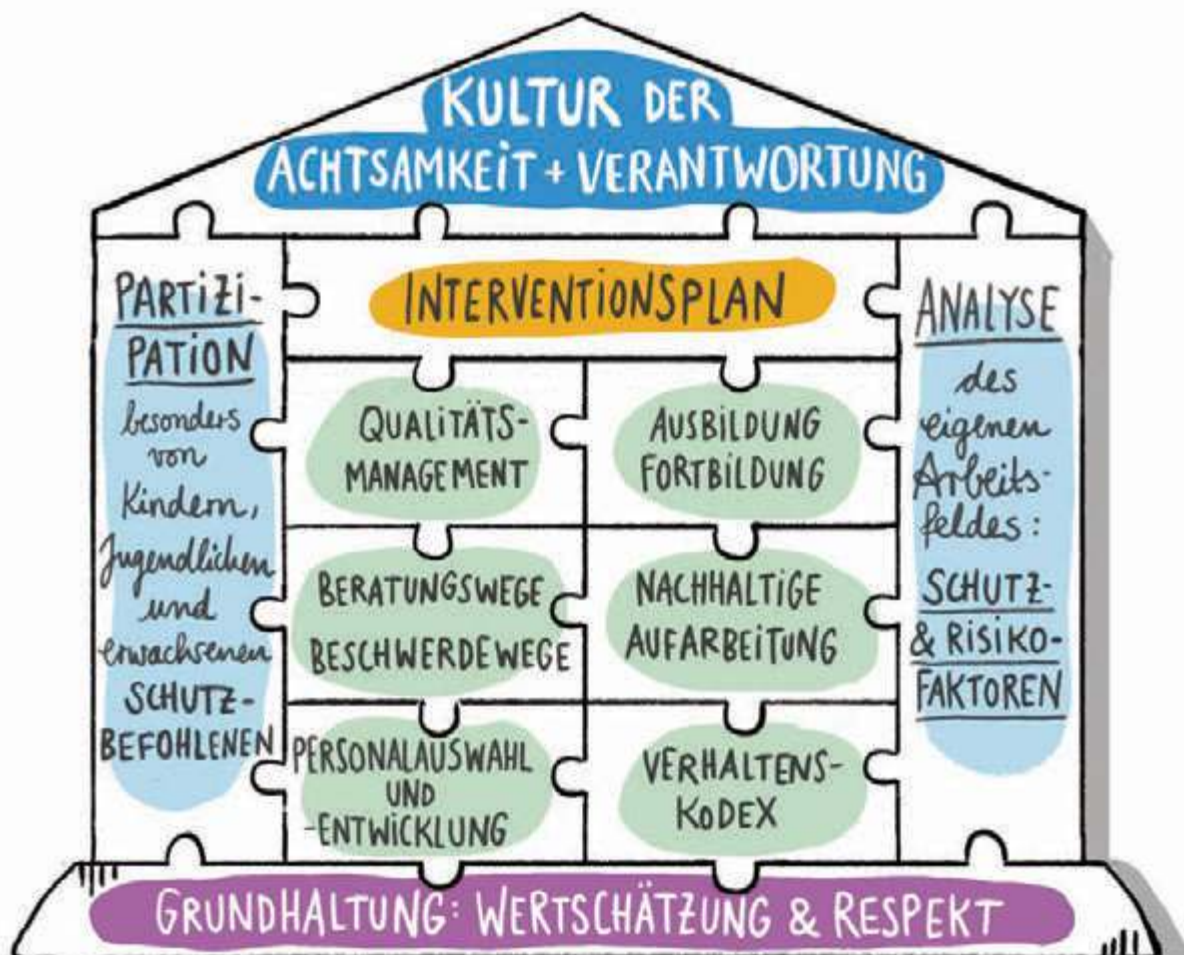 KULTUR DER
ACHTSAMKEIT + VERANTWORTUNG
PARTIZI-
PATION
besonders
von
Kindern,
Jugendlichen
und
erwachsenen
SCHUTZ-
BEFOHLENEN
INTERVENTIONSPLAN
QUALITÄTS-
MANAGEMENT
AUSBILDUNG
FORTBILDUNG
BERATUNGSWEGE
BESCHWERDEWEGE
NACHHALTIGE
AUFARBEITUNG
PERSONALAUSWAHL
UND
-ENTWICKLUNG
VERHALTENS-
KODEX
ANALYSE
des
eigenen
Arbeits-
feldes:
SCHUTZ-
& RISIKO-
FAKTOREN
GRUNDHALTUNG: WERTSCHÄTZUNG & RESPEKT